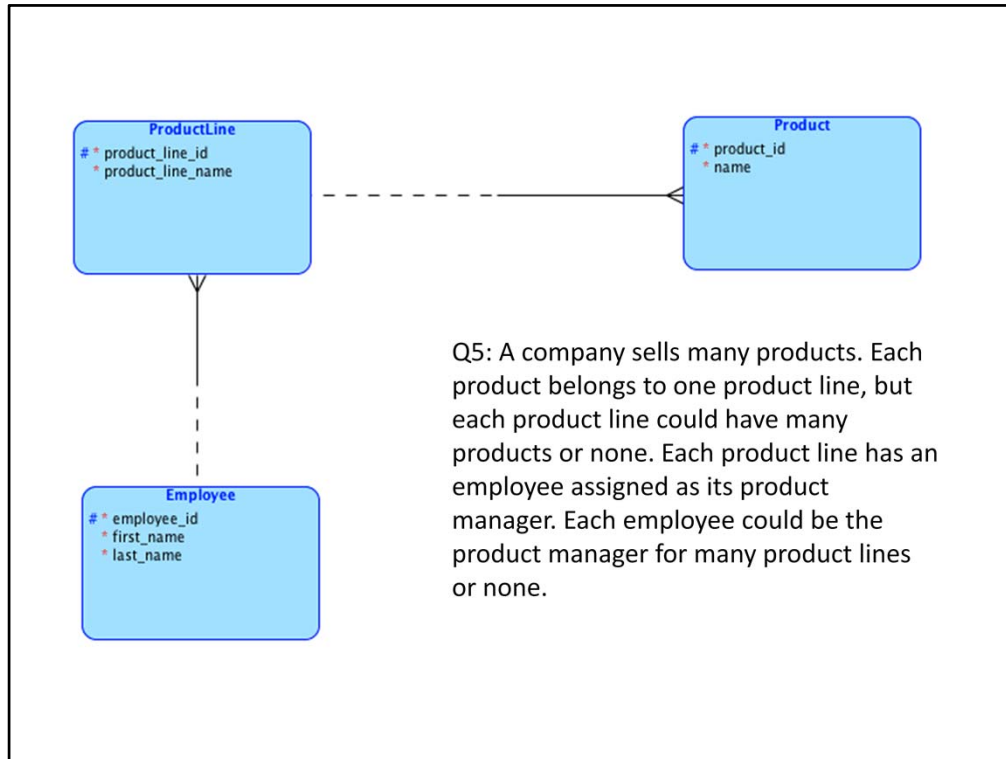 ProductLine
# * product_line_id
* product_line_name
Product
# * product_id
* name
Q5: A company sells many products. Each
product belongs to one product line, but
each product line could have many
products or none. Each product line has an
employee assigned as its product
manager. Each employee could be the
product manager for many product lines
or none.
Employee
# * employee_id
* first_name
* last_name